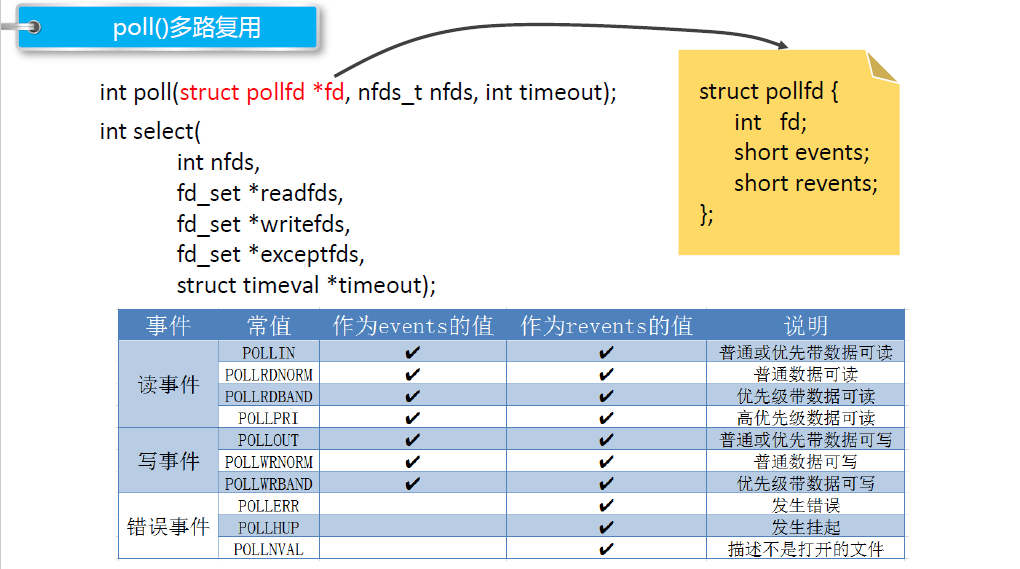 poll()多路复用
int poll(struct pollfd *fd, nfds_t nfds, int timeout);
int select(
int nfds,
fd_set *readfds,
fd_set *writefds,
fd_set *exceptfds,
struct timeval *timeout);
struct pollfd {
int fd;
short events;
short revents;
};
事件 常值 作为events的值 作为revents的值 说明
读事件
POLLIN ✔ ✔ 普通或优先带数据可读
POLLRDNORM ✔ ✔ 普通数据可读
POLLRDBAND ✔ ✔ 优先级带数据可读
POLLPRI ✔ ✔ 高优先级数据可读
写事件
POLLOUT ✔ ✔ 普通或优先带数据可写
POLLWRNORM ✔ ✔ 普通数据可写
POLLWRBAND ✔ ✔ 优先级带数据可写
错误事件
POLLERR ✔ 发生错误
POLLHUP ✔ 发生挂起
POLLNVAL ✔ 描述不是打开的文件